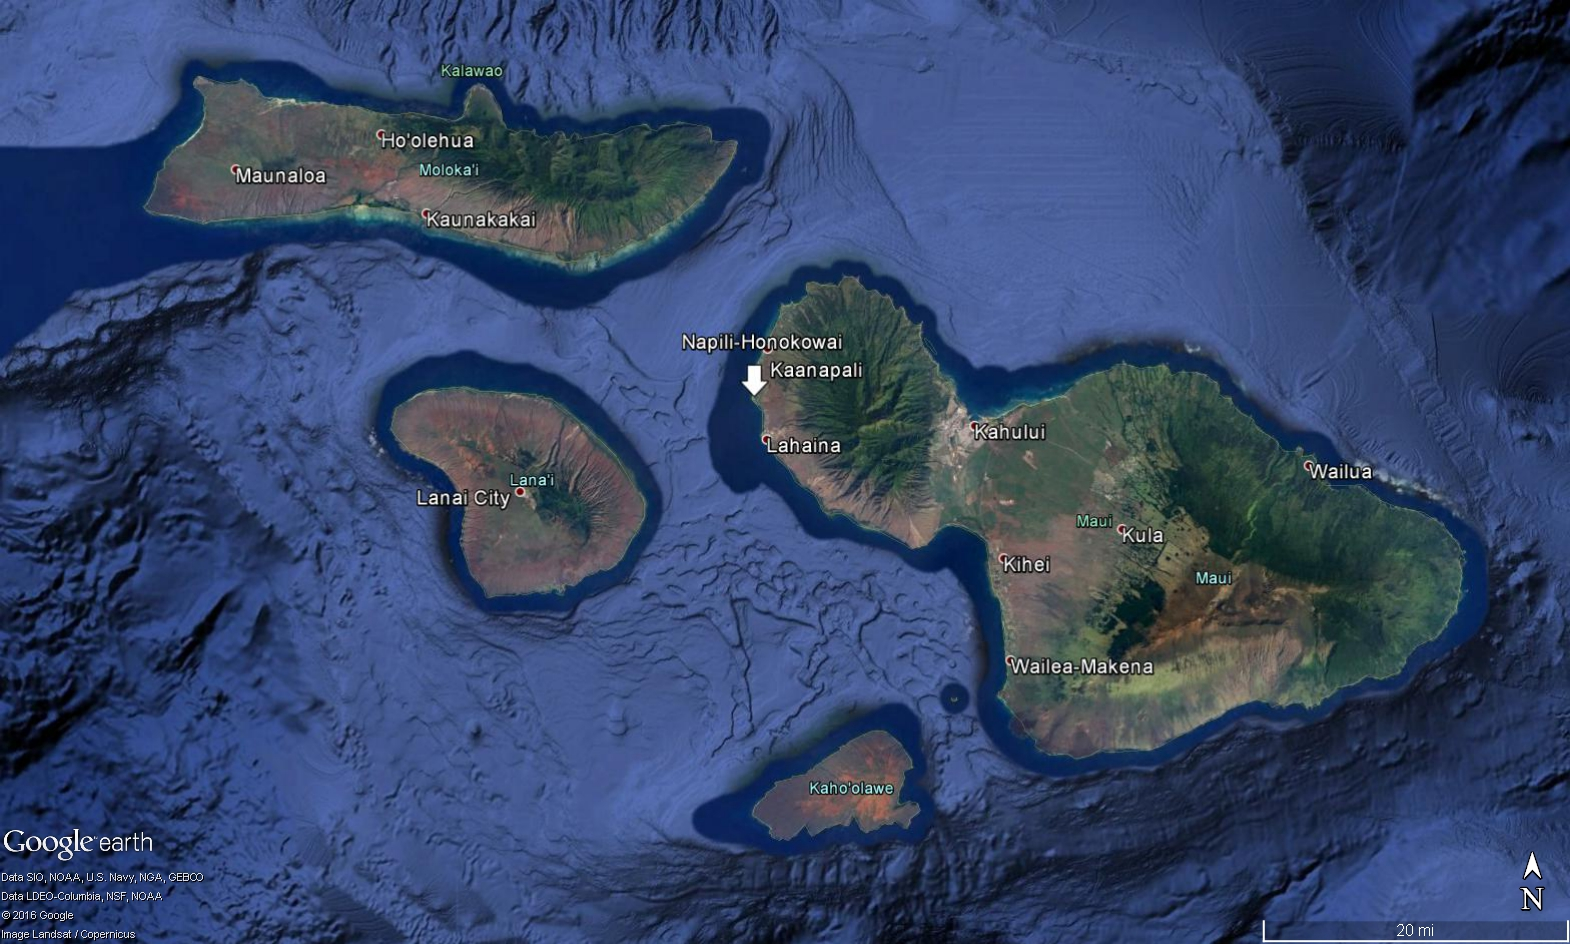 Kalawao
Ho'olehua
Moloka'i
Maunaloa
Kaunakakai
Napili-Honokowai
Kaanapali
Kahului
Lahaina
Wailua
Lana'i
Lanai City
Maui
Kula
Kihei
Maui
Wailea-Makena
Kaho'olawe
Google earth
Data SIO, NOAA, U.S. Navy, NGA, GEBCO
Data LDEO-Columbia, NSF, NOAA
© 2016 Google
Image Landsat / Copernicus
N
20 mi